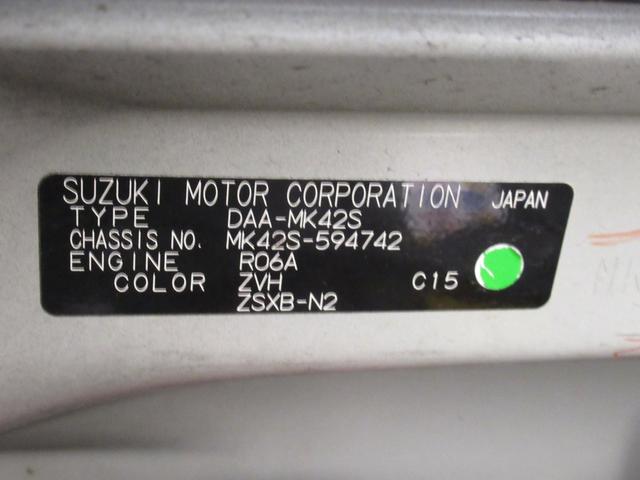 SUZUKI MOTOR CORPORATION JAPAN
TYPE DAA-MK42S
CHASSIS NO. MK42S-594742
ENGINE R06A
COLOR ZVH C15
ZSXB-N2